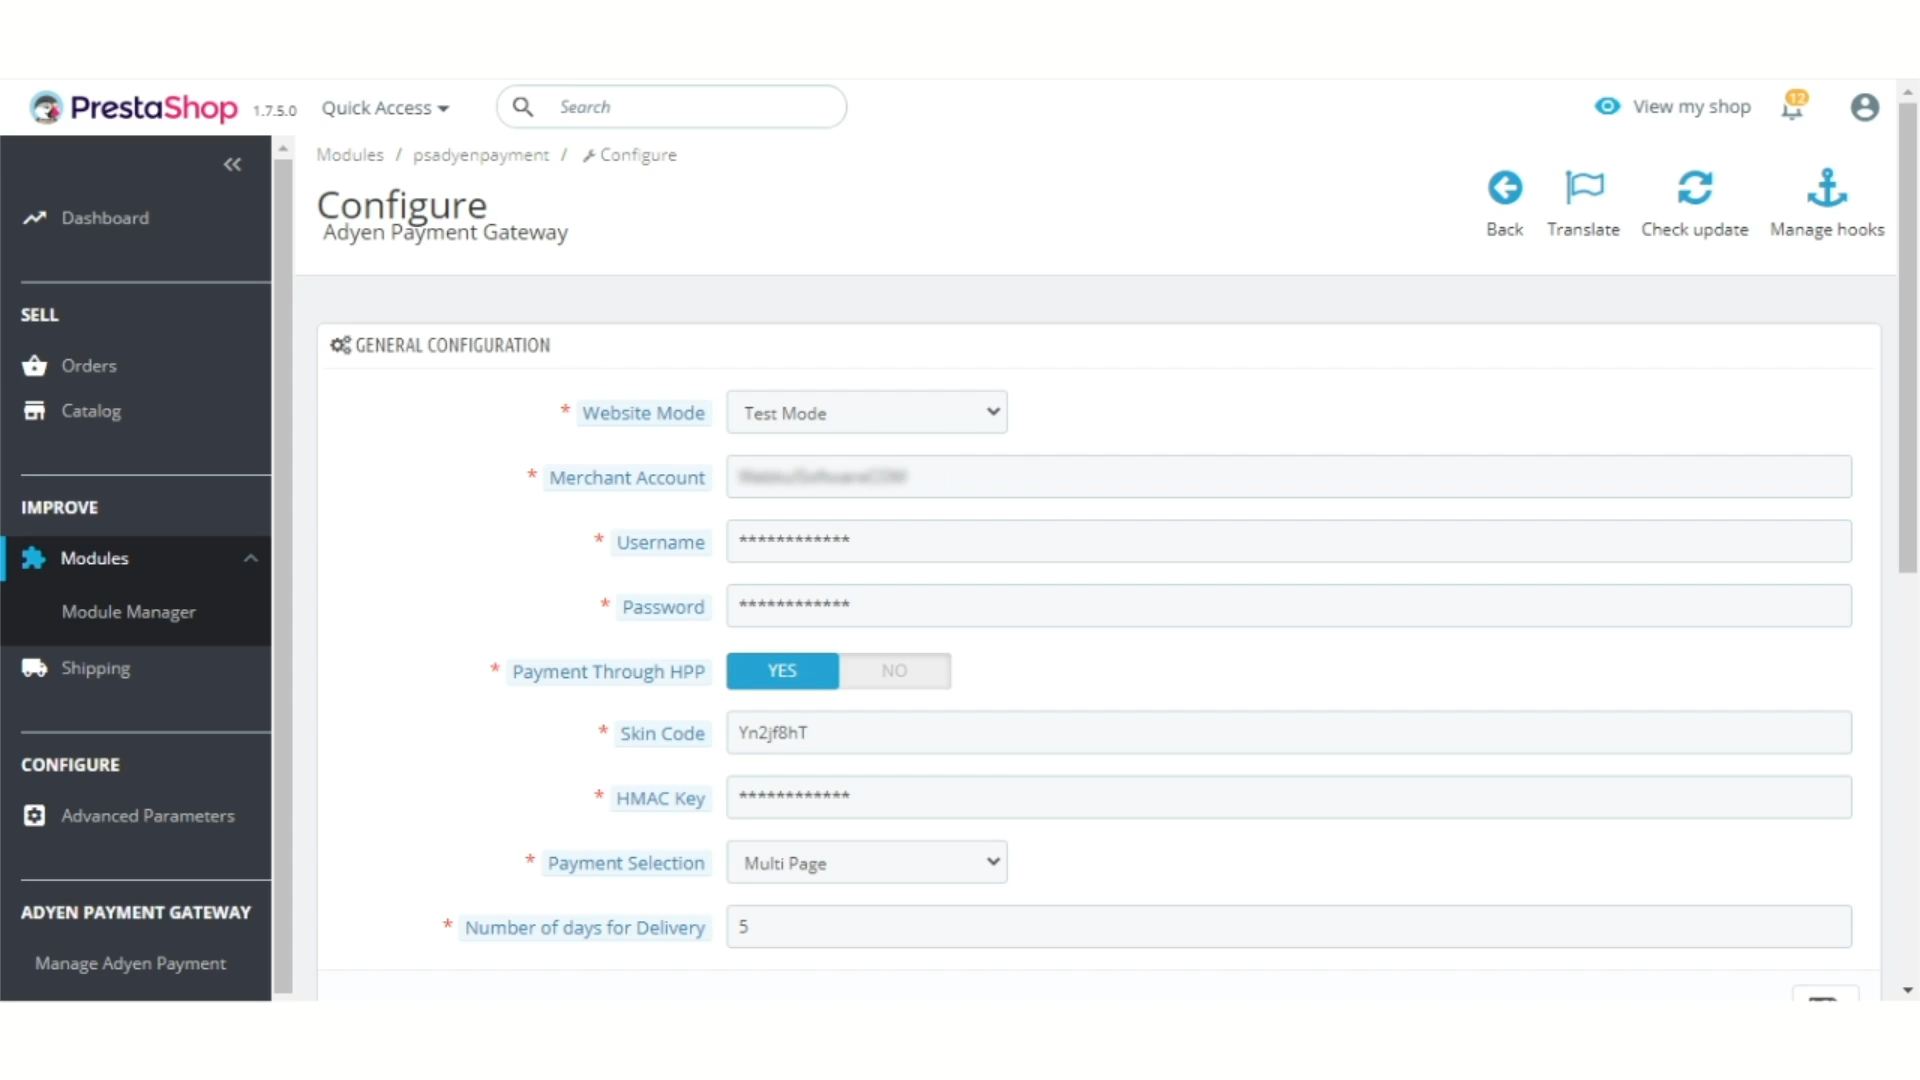 PrestaShop 1.7.5.0 Quick Access Search View my shop 12
Modules / psadyenpayment / Configure
Configure
Adyen Payment Gateway
Back Translate Check update Manage hooks
Dashboard
SELL
Orders
Catalog
IMPROVE
Modules
Module Manager
Shipping
CONFIGURE
Advanced Parameters
ADYEN PAYMENT GATEWAY
Manage Adyen Payment
GENERAL CONFIGURATION
* Website Mode Test Mode
* Merchant Account
* Username ************
* Password ************
* Payment Through HPP YES NO
* Skin Code Yn2jf8hT
* HMAC Key ************
* Payment Selection Multi Page
* Number of days for Delivery 5